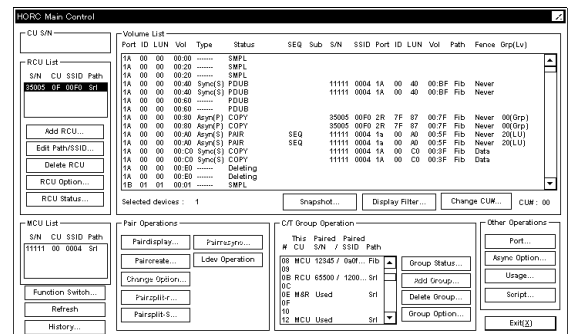 HORC Main Control
CU S/N
RCU List
S/N CU SSID Path
35005 0F 00F0 Srl
Add RCU...
Edit Path/SSID...
Delete RCU
RCU Option...
RCU Status...
Volume List
Port ID LUN Vol Type Status SEQ Sub S/N SSID Port ID LUN Vol Path Fence Grp(Lv)
1A 00 00 00:00 ------- SMPL
1A 00 00 00:20 ------- SMPL
1A 00 00 00:20 ------- SMPL
1A 00 00 00:40 Sync(S) PDUB 11111 0004 1A 00 40 00:BF Fib Never
1A 00 00 00:60 ------- PDUB
1A 00 00 00:60 ------- PDUB
1A 00 00 00:80 Asyn(P) COPY 35005 00F0 2R 7F 87 00:7F Fib Never 00(Grp)
1A 00 00 00:80 Asyn(P) COPY 35005 00F0 2R 7F 87 00:7F Fib Never 00(Grp)
1A 00 00 00:A0 Asyn(S) PAIR SEQ 11111 0004 1a 00 A0 00:5F Fib Never 20(LU)
1A 00 00 00:A0 Asyn(S) PAIR SEQ 11111 0004 1a 00 A0 00:5F Fib Never 20(LU)
1A 00 00 00:C0 Sync(S) COPY 11111 0004 1A 00 C0 00:3F Fib Data
1A 00 00 00:C0 Sync(S) COPY 11111 0004 1A 00 C0 00:3F Fib Data
1A 00 00 00:E0 ------- Deleting
1A 00 00 00:E0 ------- Deleting
1B 01 01 00:01 ------- SMPL
Selected devices : 1
Snapshot...
Display Filter...
Change CU#...
CU# : 00
MCU List
S/N CU SSID Path
11111 00 0004 Srl
Function Switch...
Refresh
History...
Pair Operations
Pairdisplay...
Pairresync...
Paircreate...
Ldev Operation
Change Option...
Pairsplit-r...
Pairsplit-S...
C/T Group Operation
This Paired Paired
# CU S/N / SSID Path
08 MCU 12345 / 0a0f... Fib
09
0B RCU 65500 / 1200... Srl
0C
0E M&R Used Srl
0F
10
12 MCU Used Srl
Group Status...
Add Group...
Delete Group...
Group Option...
Other Operations
Port...
Async Option...
Usage...
Script...
Exit(X)